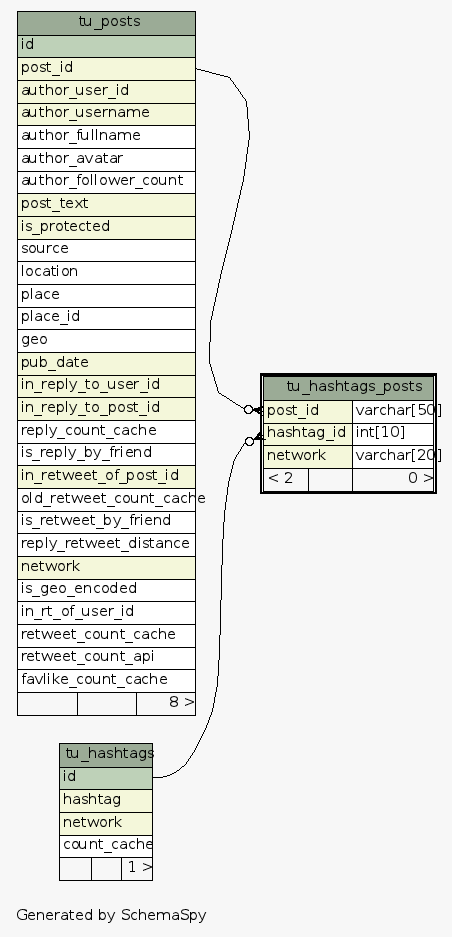 tu_posts
id
post_id
author_user_id
author_username
author_fullname
author_avatar
author_follower_count
post_text
is_protected
source
location
place
place_id
geo
pub_date
in_reply_to_user_id
in_reply_to_post_id
reply_count_cache
is_reply_by_friend
in_retweet_of_post_id
old_retweet_count_cache
is_retweet_by_friend
reply_retweet_distance
network
is_geo_encoded
in_rt_of_user_id
retweet_count_cache
retweet_count_api
favlike_count_cache
8 >
tu_hashtags_posts
post_id varchar[50]
hashtag_id int[10]
network varchar[20]
< 2 0 >
tu_hashtags
id
hashtag
network
count_cache
1 >
Generated by SchemaSpy